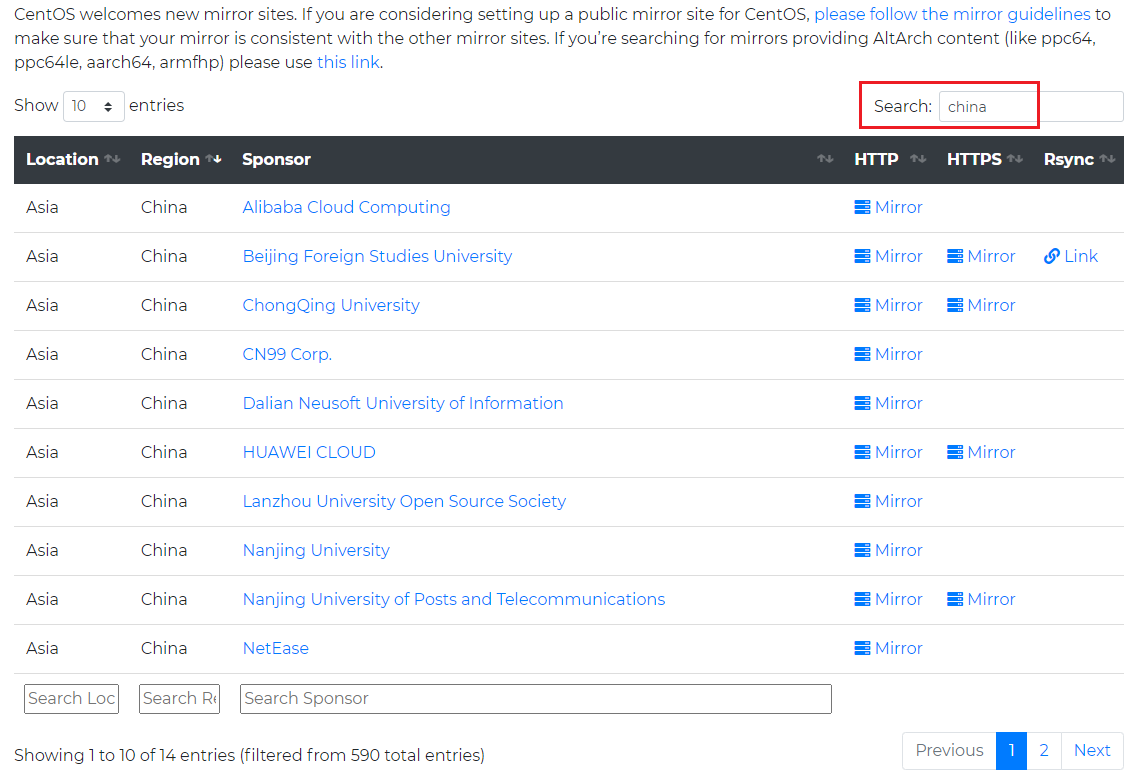 CentOS welcomes new mirror sites. If you are considering setting up a public mirror site for CentOS, please follow the mirror guidelines to
make sure that your mirror is consistent with the other mirror sites. If you’re searching for mirrors providing AltArch content (like ppc64,
ppc64le, aarch64, armfhp) please use this link.
Show 10 entries Search: china
Location Region Sponsor HTTP HTTPS Rsync
Asia China Alibaba Cloud Computing Mirror
Asia China Beijing Foreign Studies University Mirror Mirror Link
Asia China ChongQing University Mirror Mirror
Asia China CN99 Corp. Mirror
Asia China Dalian Neusoft University of Information Mirror
Asia China HUAWEI CLOUD Mirror Mirror
Asia China Lanzhou University Open Source Society Mirror
Asia China Nanjing University Mirror
Asia China Nanjing University of Posts and Telecommunications Mirror Mirror
Asia China NetEase Mirror
Search Loc Search Re Search Sponsor
Showing 1 to 10 of 14 entries (filtered from 590 total entries) Previous 1 2 Next